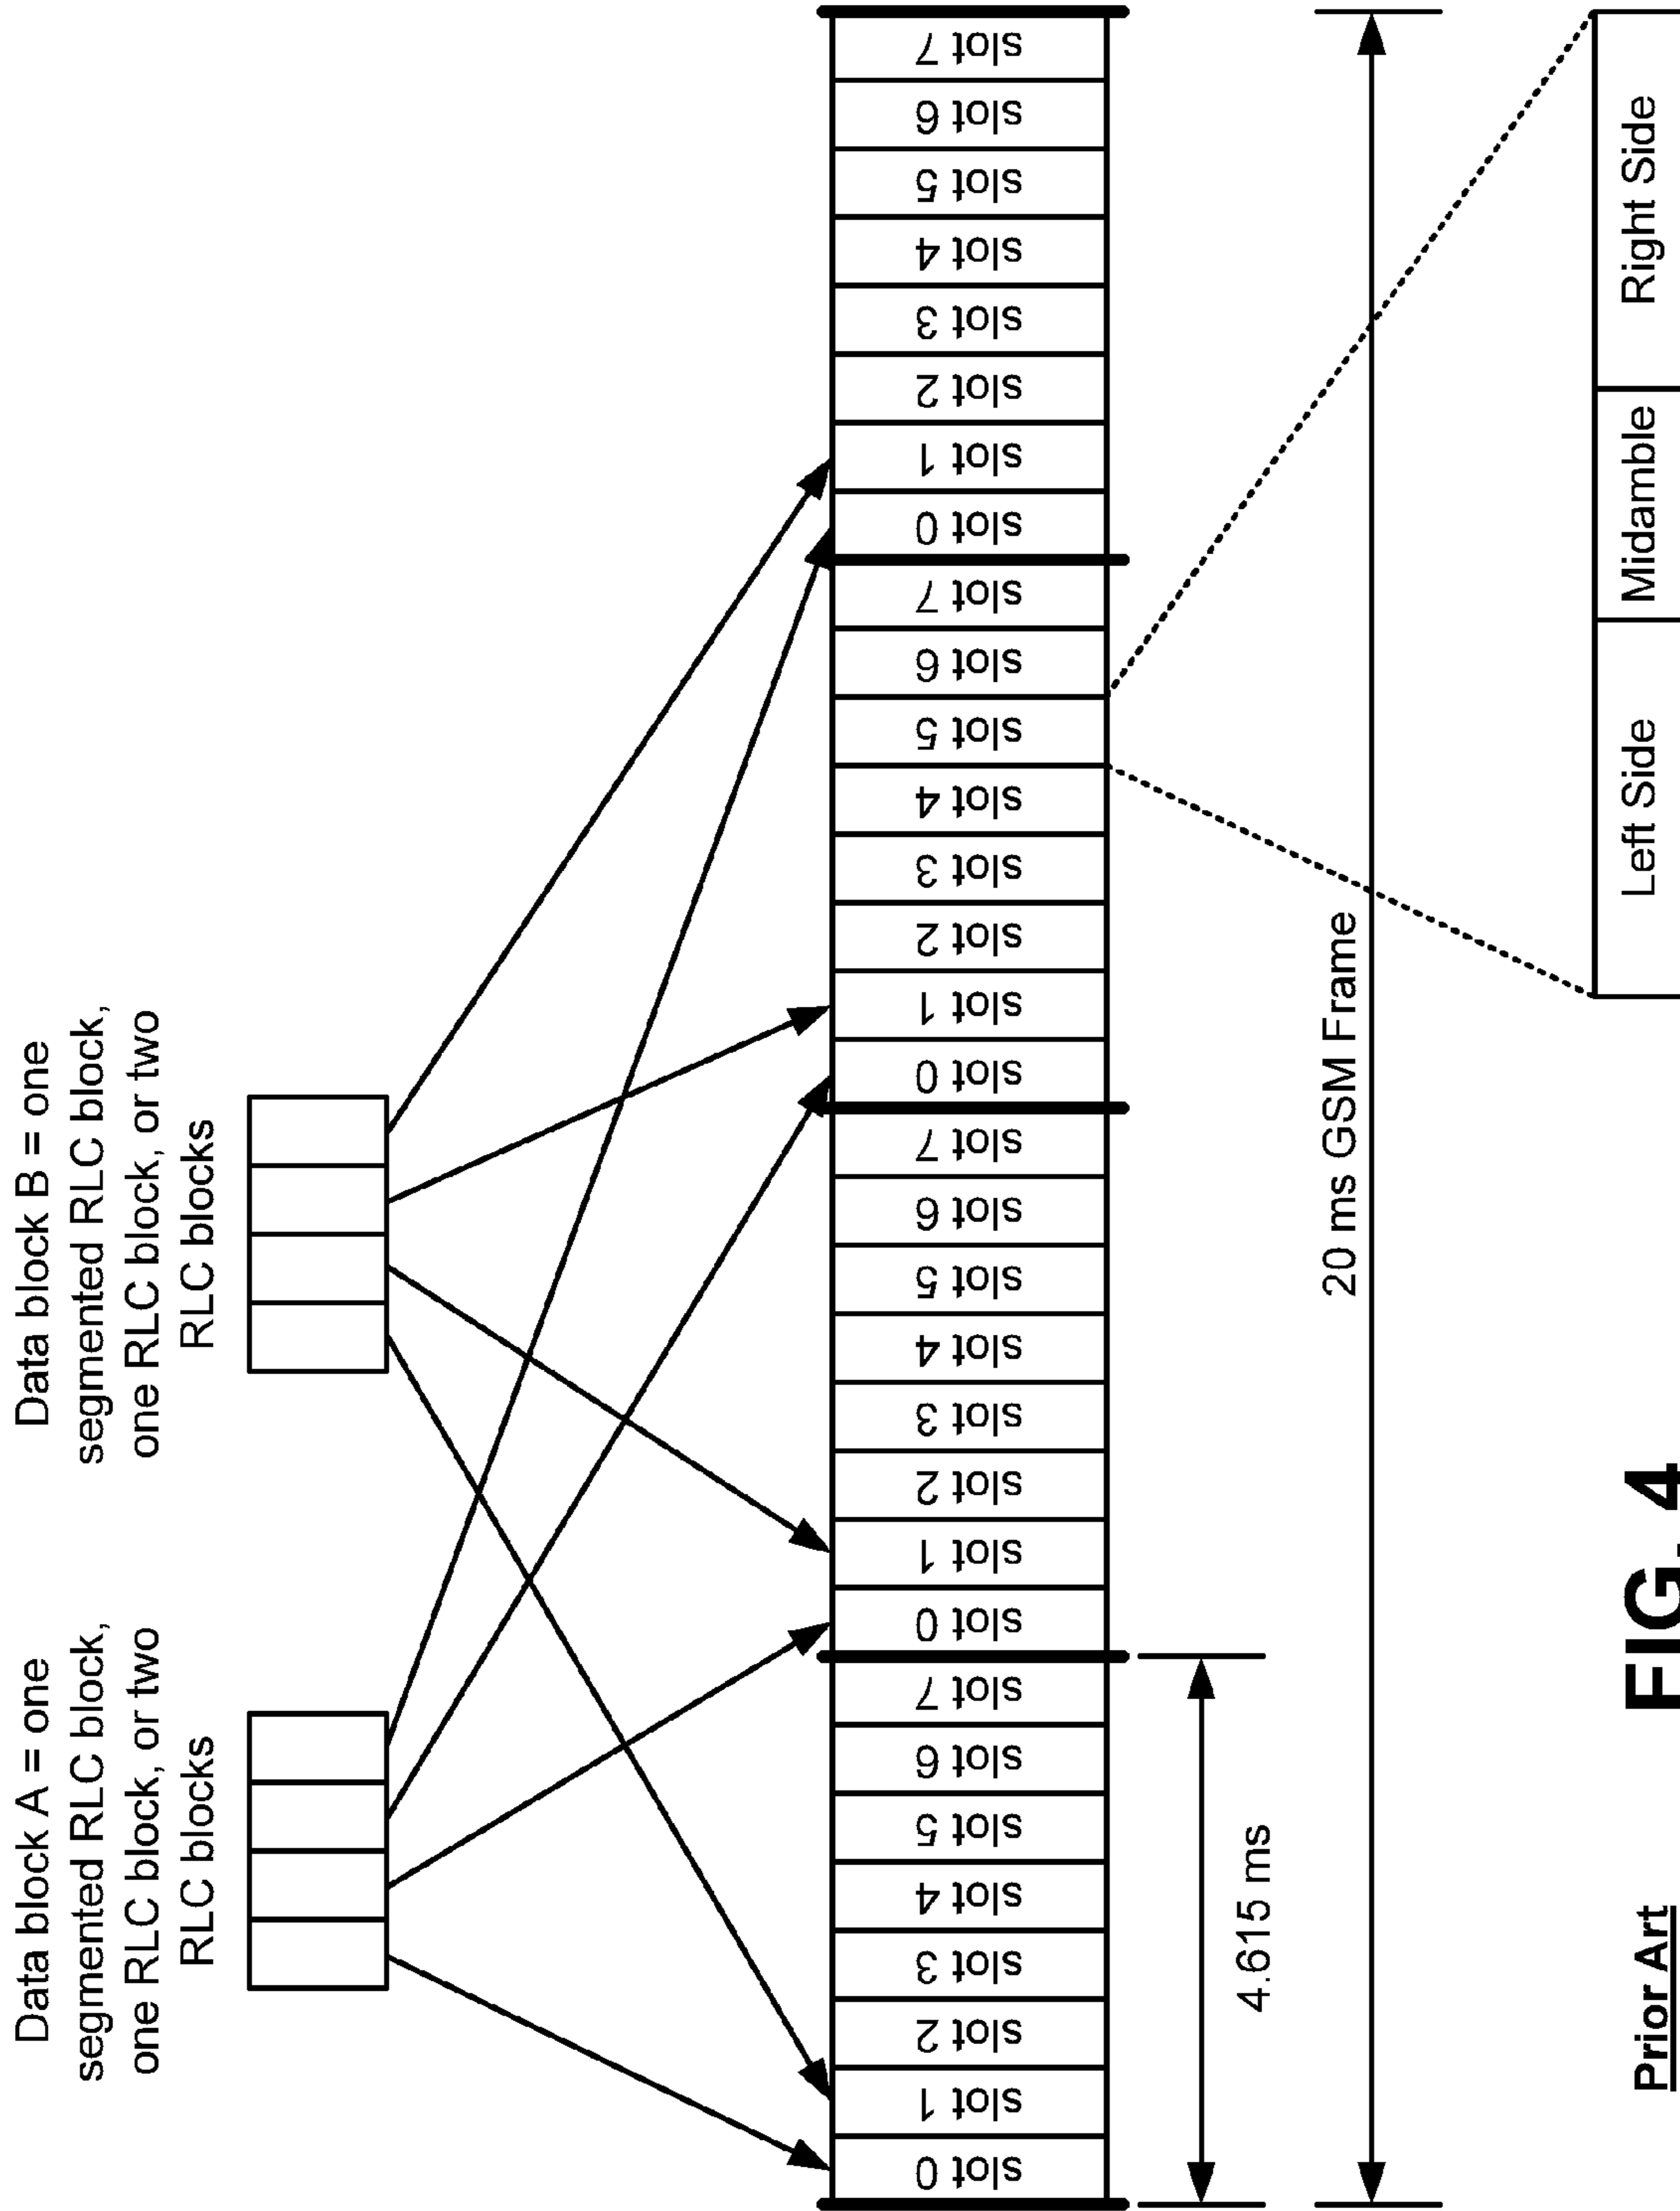 Data block A = one
segmented RLC block,
one RLC block, or two
RLC blocks
Data block B = one
segmented RLC block,
one RLC block, or two
RLC blocks
slot 0
slot 1
slot 2
slot 3
slot 4
slot 5
slot 6
slot 7
slot 0
slot 1
slot 2
slot 3
slot 4
slot 5
slot 6
slot 7
slot 0
slot 1
slot 2
slot 3
slot 4
slot 5
slot 6
slot 7
slot 0
slot 1
slot 2
slot 3
slot 4
slot 5
slot 6
slot 7
4.615 ms
20 ms GSM Frame
Left Side
Midamble
Right Side
Prior Art
FIG. 4